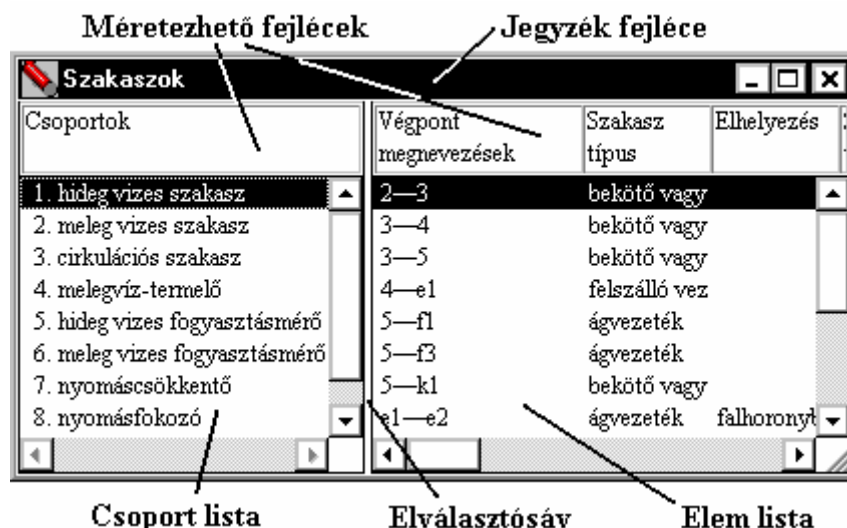 Méretezhető fejlécek
Jegyzék fejléce
Szakaszok
Csoportok
Végpont megnevezések
Szakasz típus
Elhelyezés
1. hideg vizes szakasz
2. meleg vizes szakasz
3. cirkulációs szakasz
4. melegvíz-termelő
5. hideg vizes fogyasztásmérő
6. meleg vizes fogyasztásmérő
7. nyomáscsökkentő
8. nyomásfokozó
2—3 bekötő vagy
3—4 bekötő vagy
3—5 bekötő vagy
4—e1 felszálló vez
5—f1 ágvezeték
5—f3 ágvezeték
5—k1 bekötő vagy
e1—e2 ágvezeték falhoronyb
Csoport lista
Elválasztósáv
Elem lista